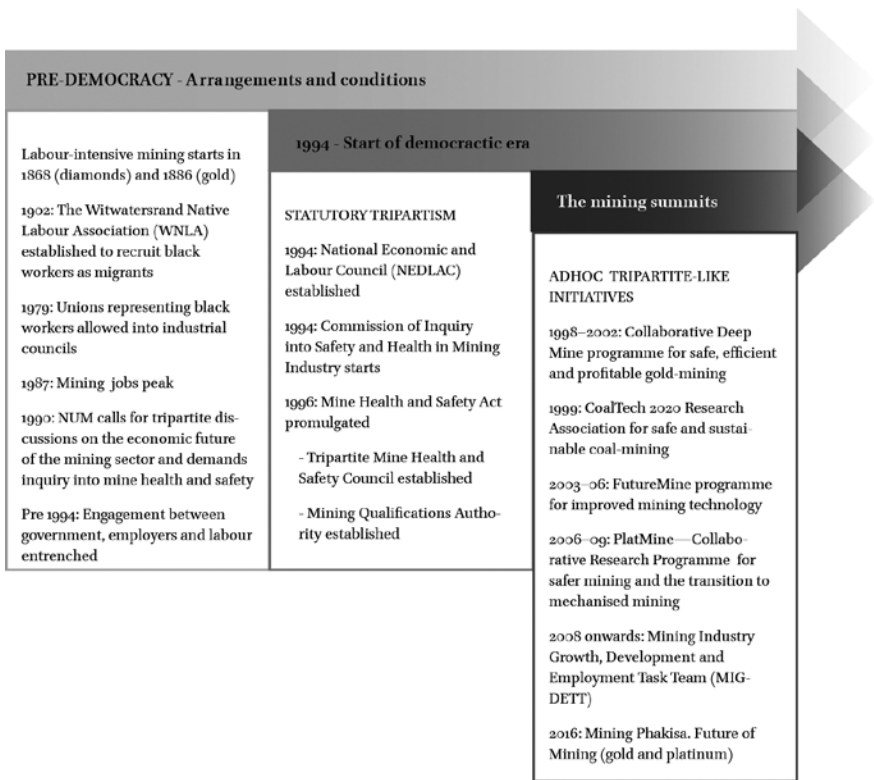 PRE-DEMOCRACY - Arrangements and conditions
Labour-intensive mining starts in
1868 (diamonds) and 1886 (gold)
1902: The Witwatersrand Native
Labour Association (WNLA)
established to recruit black
workers as migrants
1979: Unions representing black
workers allowed into industrial
councils
1987: Mining jobs peak
1990: NUM calls for tripartite dis-
cussions on the economic future
of the mining sector and demands
inquiry into mine health and safety
Pre 1994: Engagement between
government, employers and labour
entrenched
1994 - Start of democractic era
STATUTORY TRIPARTISM
1994: National Economic and
Labour Council (NEDLAC)
established
1994: Commission of Inquiry
into Safety and Health in Mining
Industry starts
1996: Mine Health and Safety Act
promulgated
- Tripartite Mine Health and
Safety Council established
- Mining Qualifications Autho-
rity established
The mining summits
ADHOC TRIPARTITE-LIKE
INITIATIVES
1998–2002: Collaborative Deep
Mine programme for safe, efficient
and profitable gold-mining
1999: CoalTech 2020 Research
Association for safe and sustai-
nable coal-mining
2003–06: FutureMine programme
for improved mining technology
2006–09: PlatMine—Collabo-
rative Research Programme for
safer mining and the transition to
mechanised mining
2008 onwards: Mining Industry
Growth, Development and
Employment Task Team (MIG-
DETT)
2016: Mining Phakisa. Future of
Mining (gold and platinum)